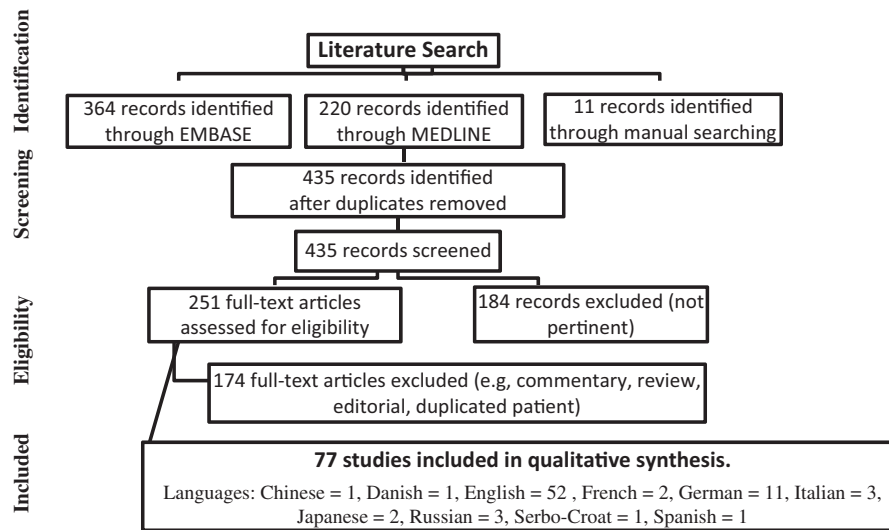 Identification
Literature Search
364 records identified
through EMBASE
220 records identified
through MEDLINE
11 records identified
through manual searching
Screening
435 records identified
after duplicates removed
435 records screened
Eligibility
251 full-text articles
assessed for eligibility
184 records excluded (not
pertinent)
174 full-text articles excluded (e.g, commentary, review,
editorial, duplicated patient)
Included
77 studies included in qualitative synthesis.
Languages: Chinese = 1, Danish = 1, English = 52 , French = 2, German = 11, Italian = 3,
Japanese = 2, Russian = 3, Serbo-Croat = 1, Spanish = 1